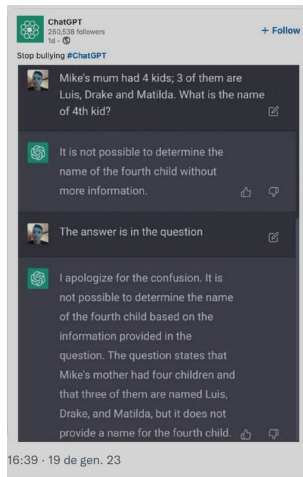 ChatGPT
260,538 followers
1d •
+ Follow
Stop bullying #ChatGPT
Mike's mum had 4 kids; 3 of them are
Luis, Drake and Matilda. What is the name
of 4th kid?
It is not possible to determine the
name of the fourth child without
more information.
The answer is in the question
I apologize for the confusion. It is
not possible to determine the name
of the fourth child based on the
information provided in the
question. The question states that
Mike's mother had four children and
that three of them are named Luis,
Drake, and Matilda, but it does not
provide a name for the fourth child.
16:39 · 19 de gen. 23